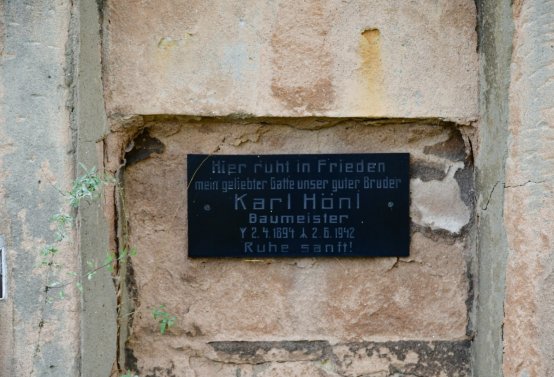 Hier ruht in Frieden
mein geliebter Gatte unser guter Bruder
Karl Hönl
Baumeister
ᛉ 2.4.1894 ᛣ 2.6.1942
Ruhe sanft!